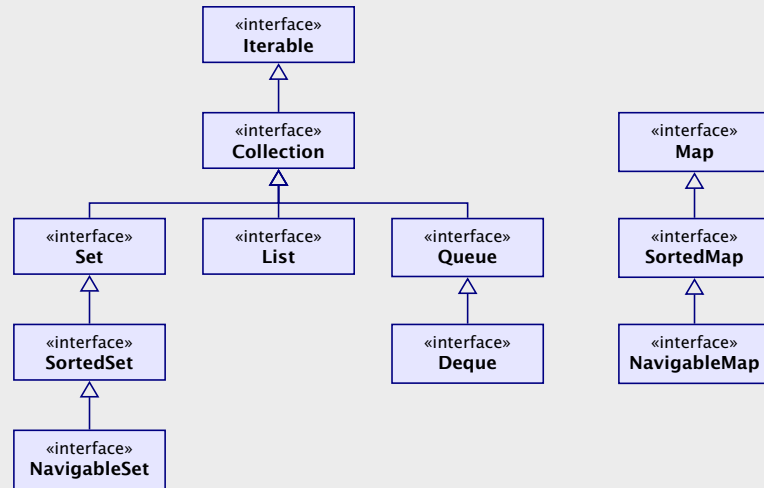 «interface»
Iterable
«interface»
Collection
«interface»
Map
«interface»
Set
«interface»
List
«interface»
Queue
«interface»
SortedMap
«interface»
SortedSet
«interface»
Deque
«interface»
NavigableMap
«interface»
NavigableSet